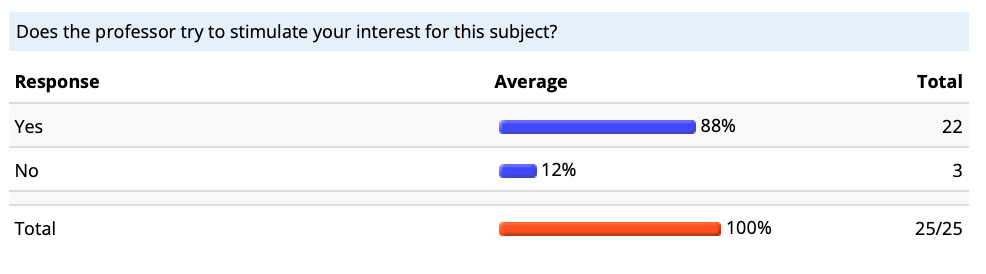 Does the professor try to stimulate your interest for this subject?
Response Average Total
Yes 88% 22
No 12% 3
Total 100% 25/25